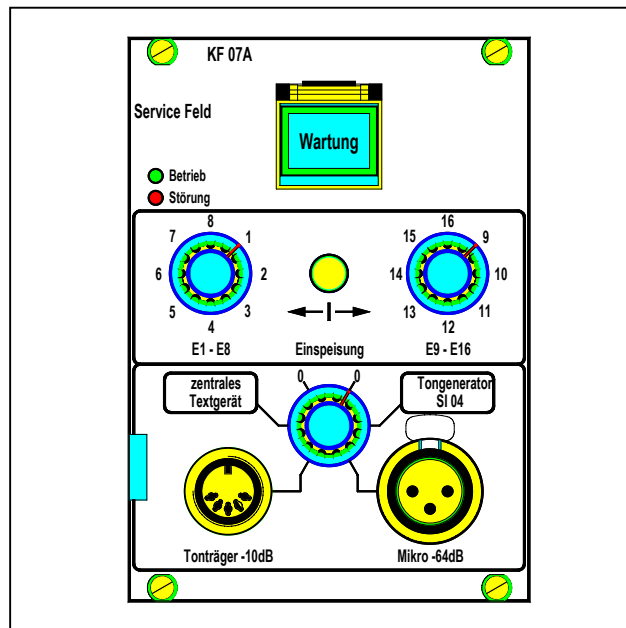 KF 07A
Service Feld
Wartung
Betrieb
Störung
8
7 1
6 2
5 3
4
E1 - E8
Einspeisung
16
15 9
14 10
13 11
12
E9 - E16
0 0
zentrales
Textgerät
Tongenerator
SI 04
Tonträger -10dB
Mikro -64dB